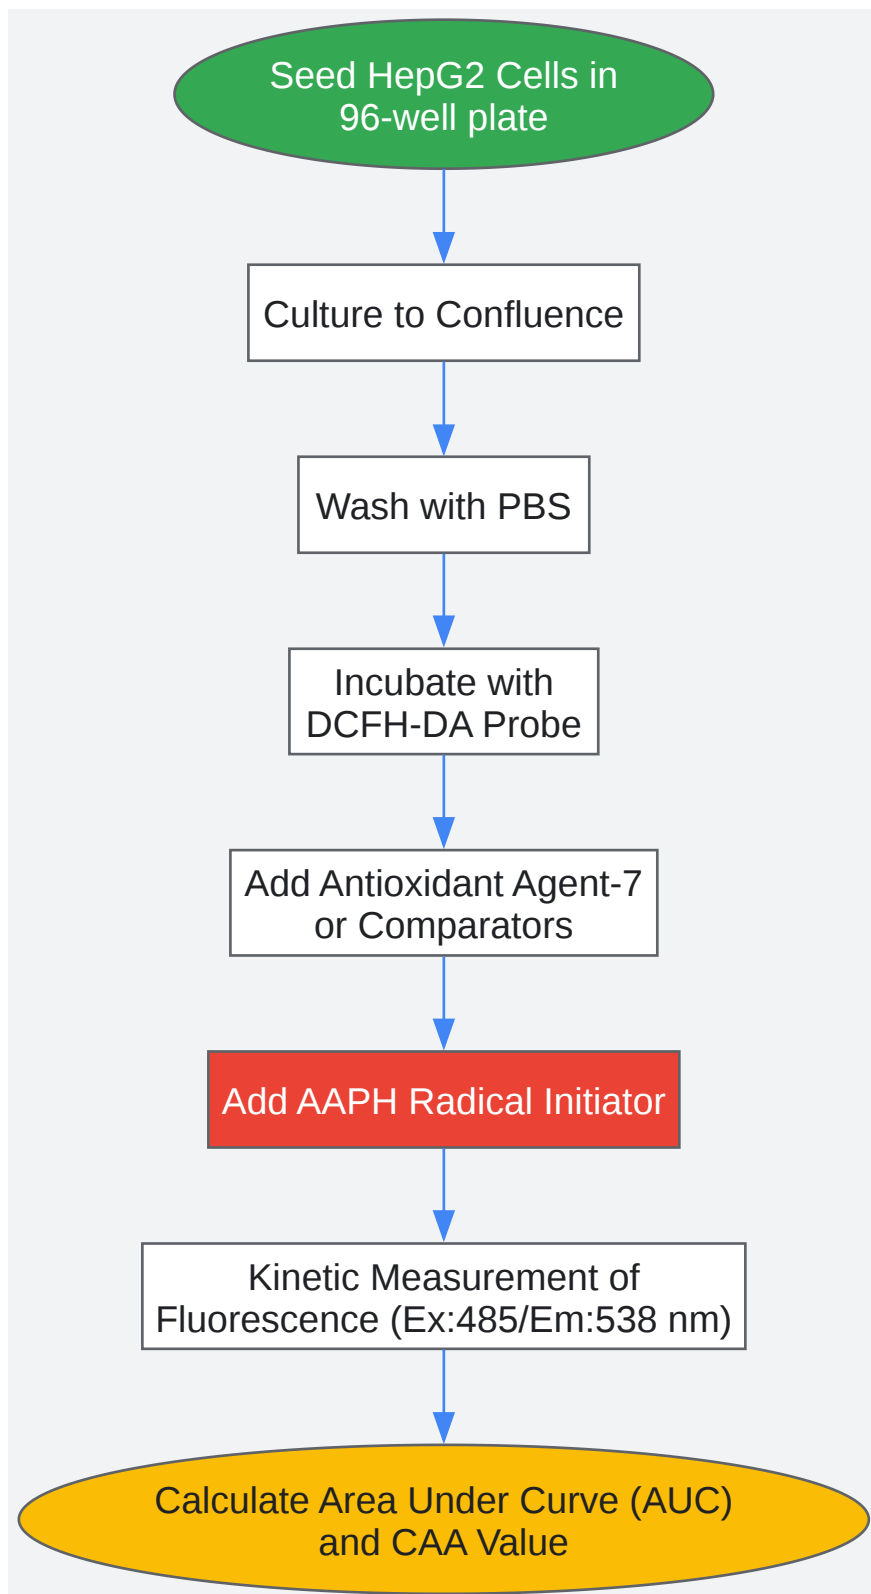 Seed HepG2 Cells in
96-well plate
Culture to Confluence
Wash with PBS
Incubate with
DCFH-DA Probe
Add Antioxidant Agent-7
or Comparators
Add AAPH Radical Initiator
Kinetic Measurement of
Fluorescence (Ex:485/Em:538 nm)
Calculate Area Under Curve (AUC)
and CAA Value